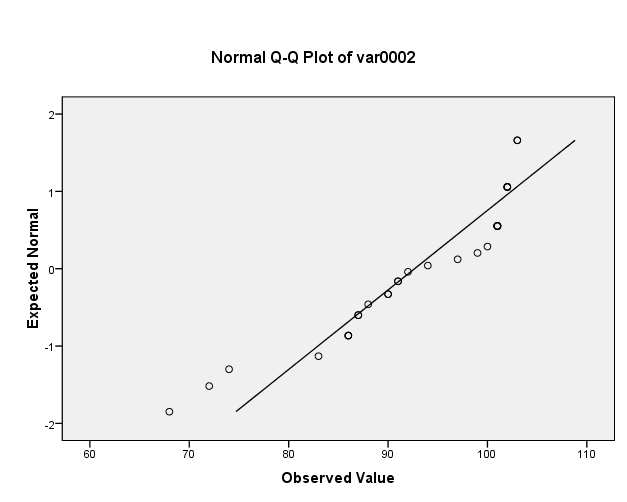 Normal Q-Q Plot of var0002
Expected Normal
2
1
0
-1
-2
60 70 80 90 100 110
Observed Value